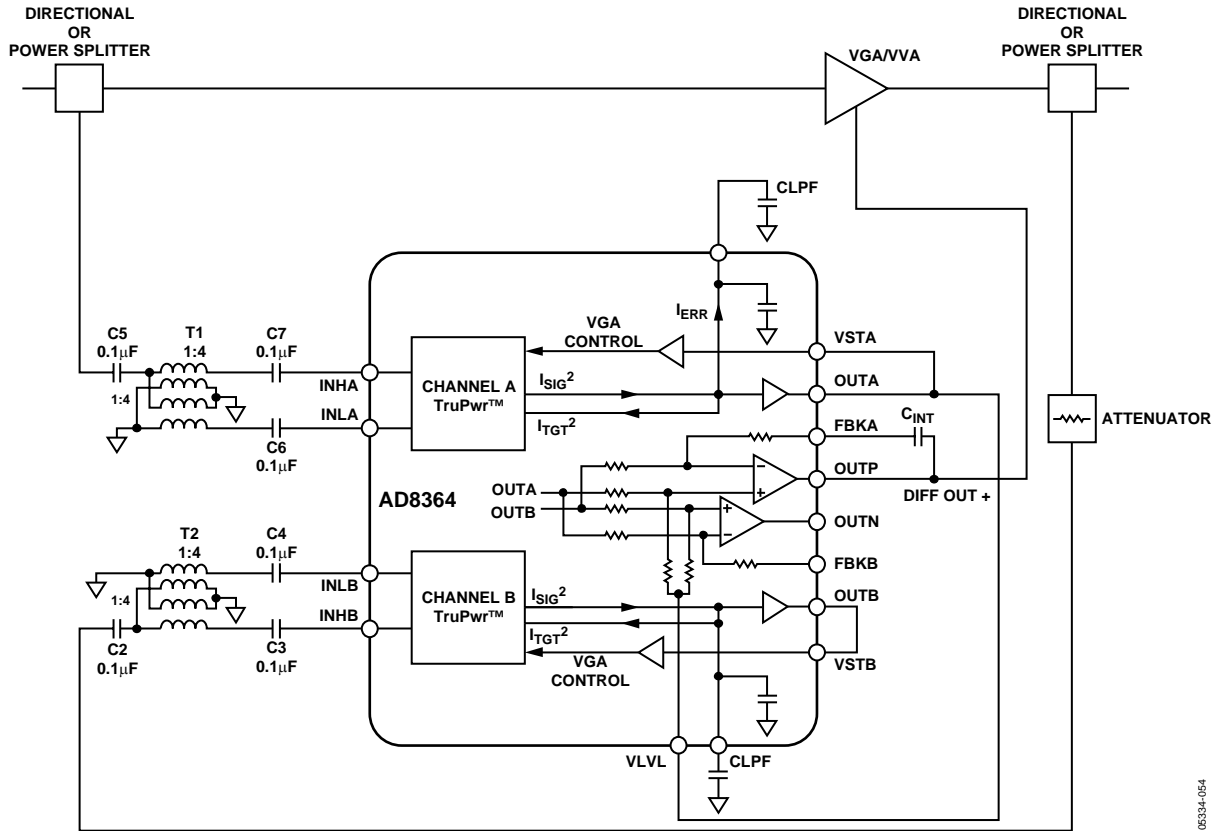 DIRECTIONAL
OR
POWER SPLITTER
DIRECTIONAL
OR
POWER SPLITTER
VGA/VVA
CLPF
C5
0.1μF
T1
1:4
C7
0.1μF
1:4
INHA
INLA
C6
0.1μF
CHANNEL A
TruPwr™
VGA
CONTROL
IERR
ISIG²
ITGT²
VSTA
OUTA
FBKA
CINT
OUTP
DIFF OUT +
ATTENUATOR
AD8364
OUTA
OUTB
OUTN
FBKB
T2
1:4
C4
0.1μF
1:4
INLB
INHB
C2
0.1μF
C3
0.1μF
CHANNEL B
TruPwr™
ISIG²
ITGT²
VGA
CONTROL
OUTB
VSTB
VLVL
CLPF
05334-054